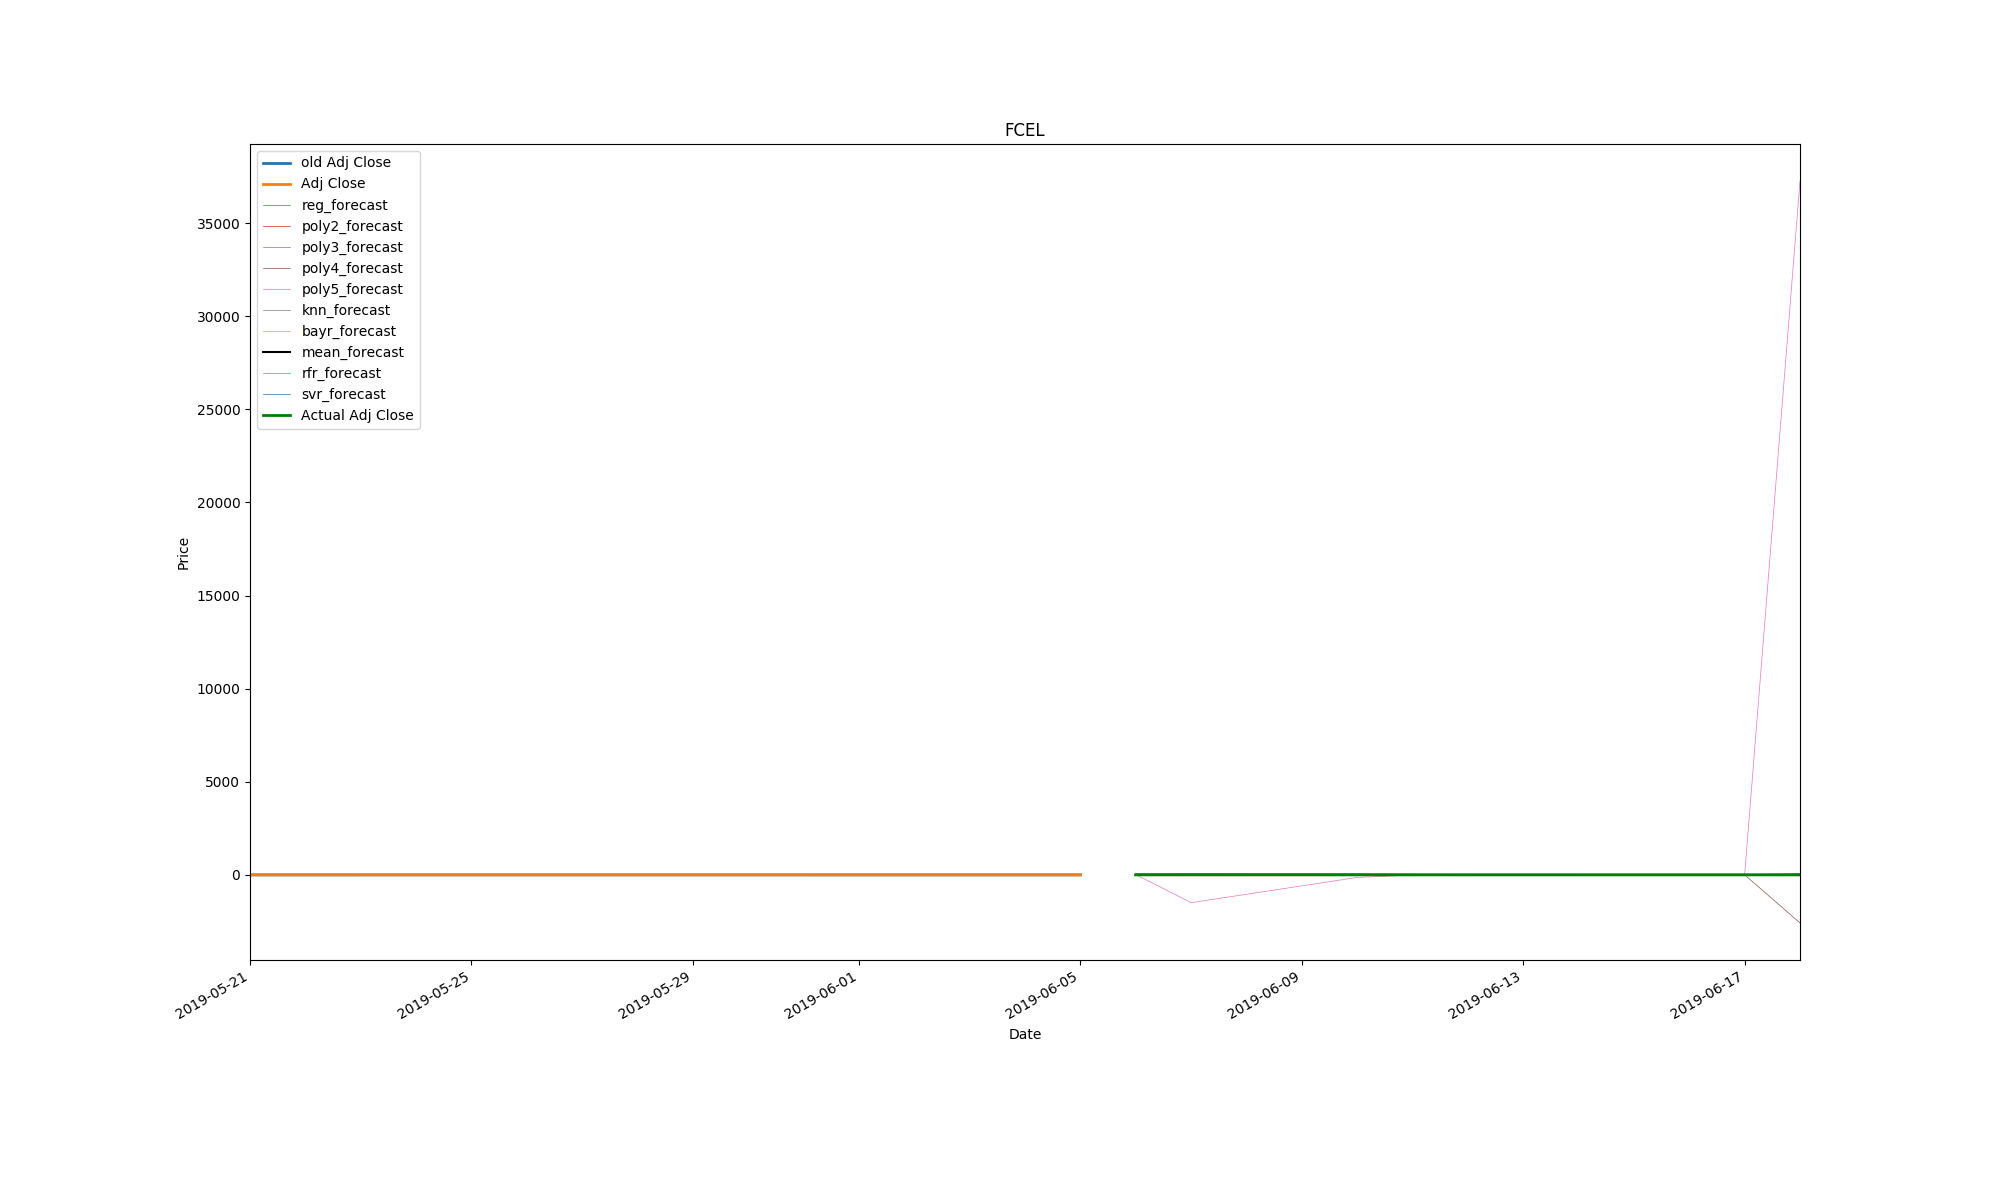 FCEL
old Adj Close
Adj Close
reg_forecast
poly2_forecast
poly3_forecast
poly4_forecast
poly5_forecast
knn_forecast
bayr_forecast
mean_forecast
rfr_forecast
svr_forecast
Actual Adj Close
35000
30000
25000
20000
15000
10000
5000
0
Price
2019-05-21
2019-05-25
2019-05-29
2019-06-01
2019-06-05
2019-06-09
2019-06-13
2019-06-17
Date